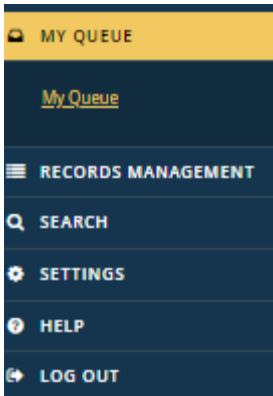 MY QUEUE
My Queue
RECORDS MANAGEMENT
SEARCH
SETTINGS
HELP
LOG OUT